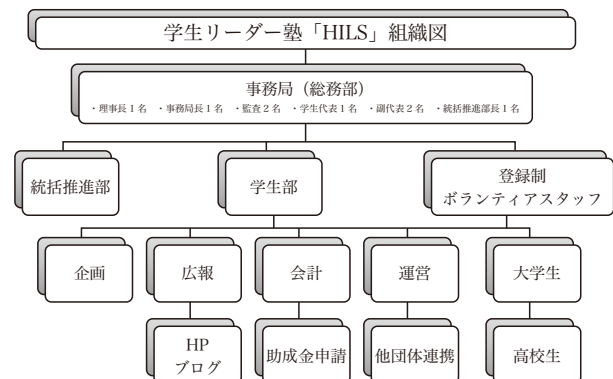 学生リーダー塾「HILS」組織図
事務局（総務部）
・理事長１名　・事務局長１名　・監査２名　・学生代表１名　・副代表２名　・統括推進部長１名
統括推進部
学生部
登録制
ボランティアスタッフ
企画
広報
会計
運営
大学生
HP
ブログ
助成金申請
他団体連携
高校生